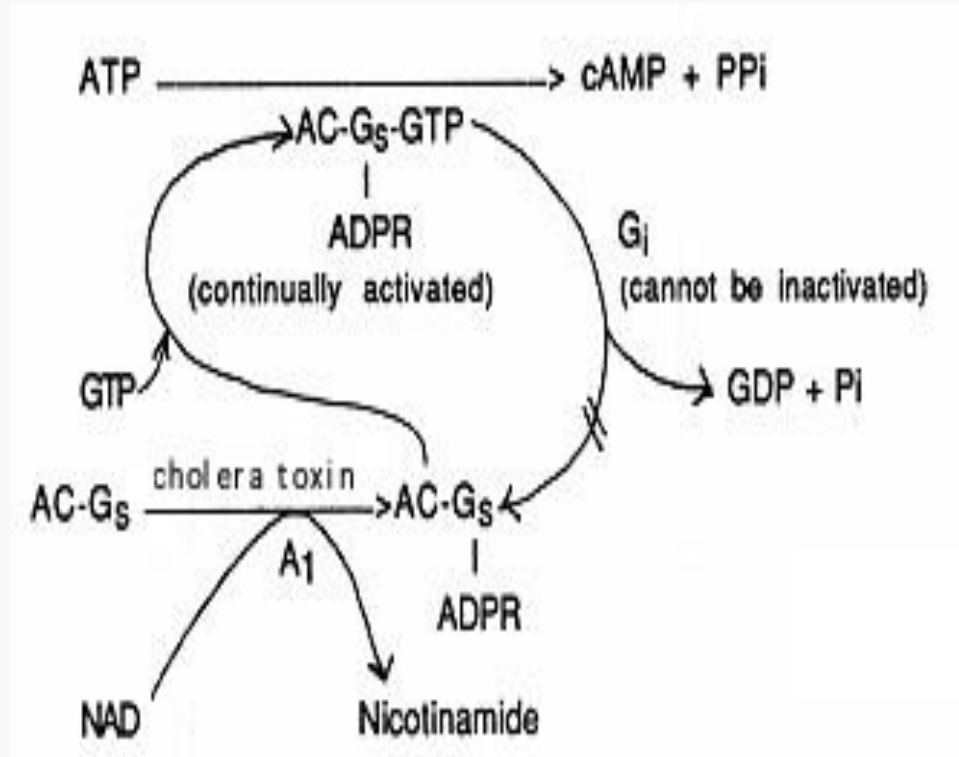 ATP
cAMP + PPi
AC-GS-GTP
ADPR
(continually activated)
Gi
(cannot be inactivated)
GTP
GDP + Pi
cholera toxin
AC-GS
AC-GS
A1
ADPR
NAD
Nicotinamide